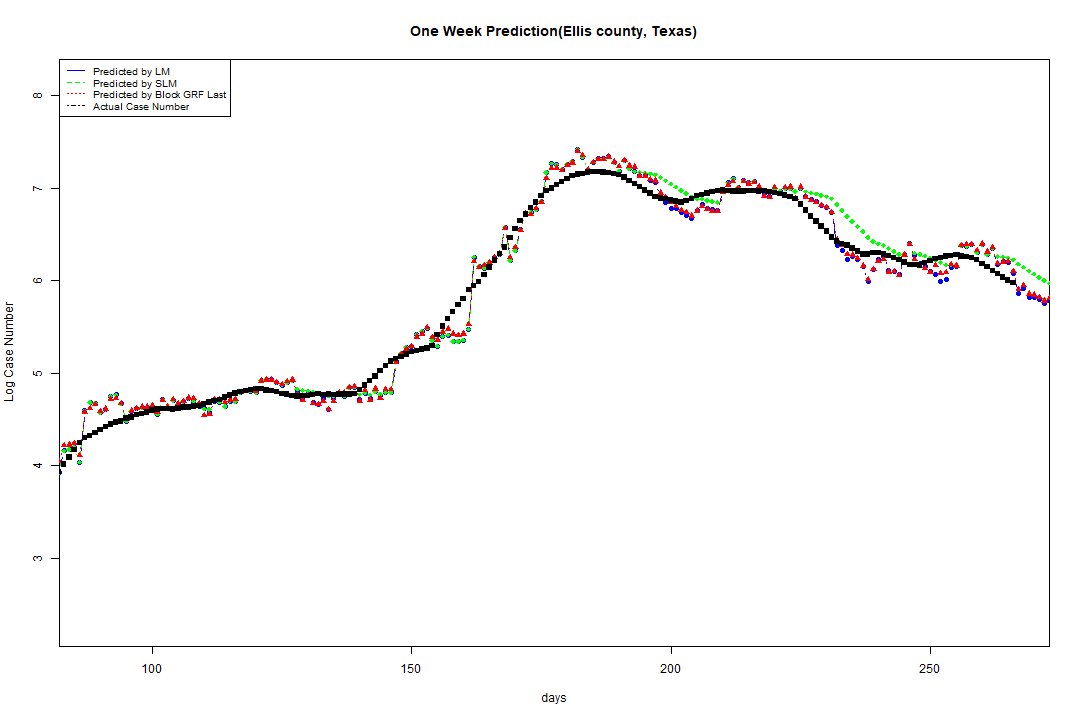 One Week Prediction(Ellis county, Texas)
Predicted by LM
Predicted by SLM
Predicted by Block GRF Last
Actual Case Number
8
7
6
5
4
3
Log Case Number
100 150 200 250
days